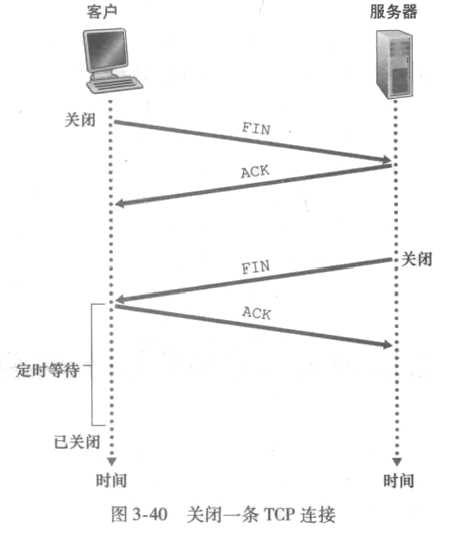 客户 服务器
关闭
FIN
ACK
关闭
FIN
ACK
定时等待
已关闭
时间 时间
图 3-40 关闭一条 TCP 连接